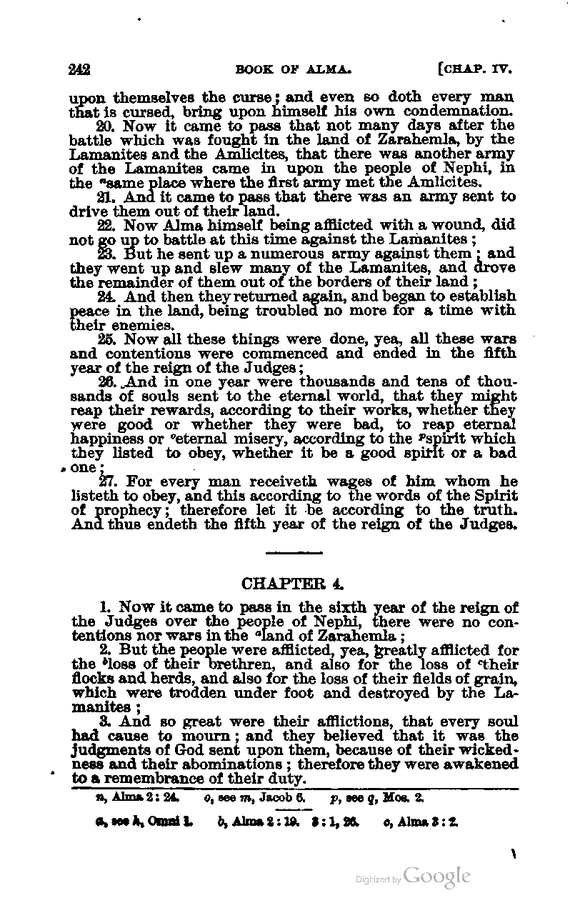 242 BOOK OF ALMA. [CHAP. IV.
upon themselves the curse; and even so doth every man
that is cursed, bring upon himself his own condemnation.
20. Now it came to pass that not many days after the
battle which was fought in the land of Zarahemla, by the
Lamanites and the Amlicites, that there was another army
of the Lamanites came in upon the people of Nephi, in
the ⁿsame place where the first army met the Amlicites.
21. And it came to pass that there was an army sent to
drive them out of their land.
22. Now Alma himself being afflicted with a wound, did
not go up to battle at this time against the Lamanites ;
23. But he sent up a numerous army against them ; and
they went up and slew many of the Lamanites, and drove
the remainder of them out of the borders of their land ;
24. And then they returned again, and began to establish
peace in the land, being troubled no more for a time with
their enemies.
25. Now all these things were done, yea, all these wars
and contentions were commenced and ended in the fifth
year of the reign of the Judges;
26. And in one year were thousands and tens of thou-
sands of souls sent to the eternal world, that they might
reap their rewards, according to their works, whether they
were good or whether they were bad, to reap eternal
happiness or ᵒeternal misery, according to the ᵖspirit which
they listed to obey, whether it be a good spirit or a bad
one;
27. For every man receiveth wages of him whom he
listeth to obey, and this according to the words of the Spirit
of prophecy; therefore let it be according to the truth.
And thus endeth the fifth year of the reign of the Judges.
CHAPTER 4.
1. Now it came to pass in the sixth year of the reign of
the Judges over the people of Nephi, there were no con-
tentions nor wars in the ᵃland of Zarahemla ;
2. But the people were afflicted, yea, greatly afflicted for
the ᵇloss of their brethren, and also for the loss of ᶜtheir
flocks and herds, and also for the loss of their fields of grain,
which were trodden under foot and destroyed by the La-
manites ;
3. And so great were their afflictions, that every soul
had cause to mourn ; and they believed that it was the
judgments of God sent upon them, because of their wicked-
ness and their abominations ; therefore they were awakened
to a remembrance of their duty.
n, Alma 2 : 24. o, see m, Jacob 6. p, see q, Mos. 2.
a, see h, Omni 1. b, Alma 2 : 19. 3 : 1, 26. c, Alma 3 : 2.
Digitized by Google